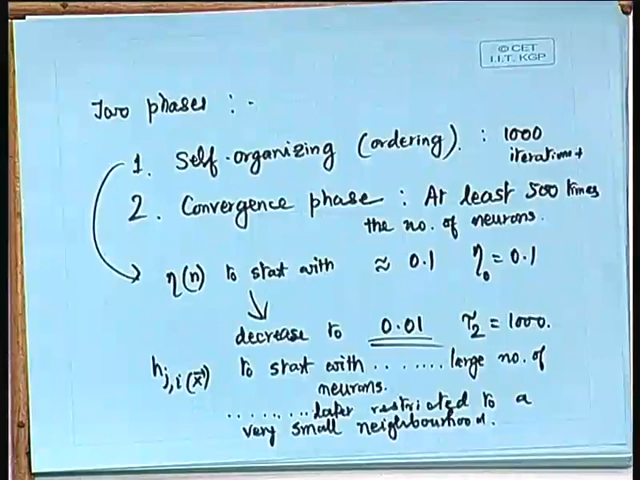 © CET
I.I.T. KGP
Two phases :-
1. Self-organizing (ordering). : 1000
iterations
2. Convergence phase : At least 500 times
the no. of neurons.
η(n) to start with ≈ 0.1 η₀ = 0.1
decrease to 0.01 τ₂ = 1000.
h j,i(x⃗) to start with ........ large no. of
neurons.
......... later restricted to a
very small neighbourhood.